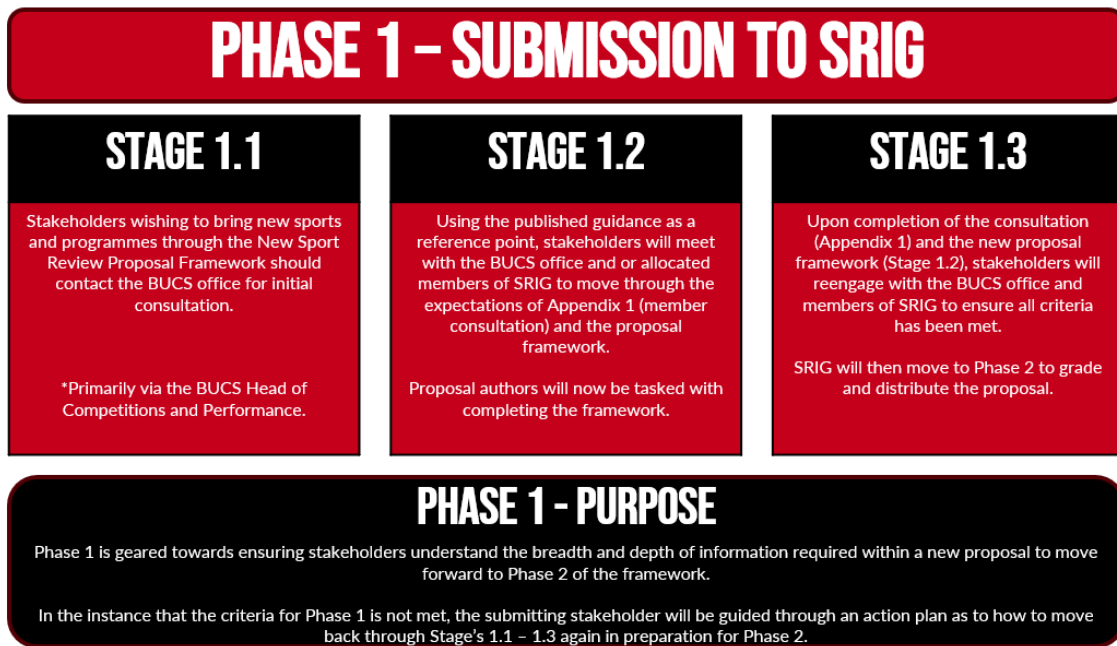 PHASE 1 – SUBMISSION TO SRIG
STAGE 1.1
Stakeholders wishing to bring new sports
and programmes through the New Sport
Review Proposal Framework should
contact the BUCS office for initial
consultation.
*Primarily via the BUCS Head of
Competitions and Performance.
STAGE 1.2
Using the published guidance as a
reference point, stakeholders will meet
with the BUCS office and or allocated
members of SRIG to move through the
expectations of Appendix 1 (member
consultation) and the proposal
framework.
Proposal authors will now be tasked with
completing the framework.
STAGE 1.3
Upon completion of the consultation
(Appendix 1) and the new proposal
framework (Stage 1.2), stakeholders will
reengage with the BUCS office and
members of SRIG to ensure all criteria
has been met.
SRIG will then move to Phase 2 to grade
and distribute the proposal.
PHASE 1 - PURPOSE
Phase 1 is geared towards ensuring stakeholders understand the breadth and depth of information required within a new proposal to move
forward to Phase 2 of the framework.
In the instance that the criteria for Phase 1 is not met, the submitting stakeholder will be guided through an action plan as to how to move
back through Stage's 1.1 – 1.3 again in preparation for Phase 2.